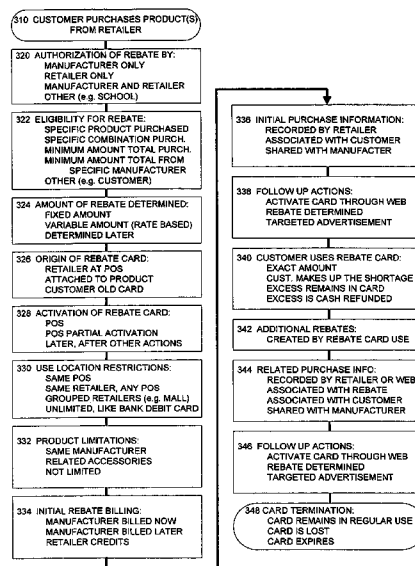 310 CUSTOMER PURCHASES PRODUCT(S)
FROM RETAILER
320 AUTHORIZATION OF REBATE BY:
MANUFACTURER ONLY
RETAILER ONLY
MANUFACTURER AND RETAILER
OTHER (e.g. SCHOOL)
322 ELIGIBILITY FOR REBATE:
SPECIFIC PRODUCT PURCHASED
SPECIFIC COMBINATION PURCH.
MINIMUM AMOUNT TOTAL PURCH.
MINIMUM AMOUNT TOTAL FROM
SPECIFIC MANUFACTURER
OTHER (e.g. CUSTOMER)
324 AMOUNT OF REBATE DETERMINED:
FIXED AMOUNT
VARIABLE AMOUNT (RATE BASED)
DETERMINED LATER
326 ORIGIN OF REBATE CARD:
RETAILER AT POS
ATTACHED TO PRODUCT
CUSTOMER OLD CARD
328 ACTIVATION OF REBATE CARD:
POS
POS PARTIAL ACTIVATION
LATER, AFTER OTHER ACTIONS
330 USE LOCATION RESTRICTIONS:
SAME POS
SAME RETAILER, ANY POS
GROUPED RETAILERS (e.g. MALL)
UNLIMITED, LIKE BANK DEBIT CARD
332 PRODUCT LIMITATIONS:
SAME MANUFACTURER
RELATED ACCESSORIES
NOT LIMITED
334 INITIAL REBATE BILLING:
MANUFACTURER BILLED NOW
MANUFACTURER BILLED LATER
RETAILER CREDITS
336 INITIAL PURCHASE INFORMATION:
RECORDED BY RETAILER
ASSOCIATED WITH CUSTOMER
SHARED WITH MANUFACTER
338 FOLLOW UP ACTIONS:
ACTIVATE CARD THROUGH WEB
REBATE DETERMINED
TARGETED ADVERTISEMENT
340 CUSTOMER USES REBATE CARD:
EXACT AMOUNT
CUST. MAKES UP THE SHORTAGE
EXCESS REMAINS IN CARD
EXCESS IS CASH REFUNDED
342 ADDITIONAL REBATES:
CREATED BY REBATE CARD USE
344 RELATED PURCHASE INFO:
RECORDED BY RETAILER OR WEB
ASSOCIATED WITH REBATE
ASSOCIATED WITH CUSTOMER
SHARED WITH MANUFACTURER
346 FOLLOW UP ACTIONS:
ACTIVATE CARD THROUGH WEB
REBATE DETERMINED
TARGETED ADVERTISEMENT
348 CARD TERMINATION:
CARD REMAINS IN REGULAR USE
CARD IS LOST
CARD EXPIRES